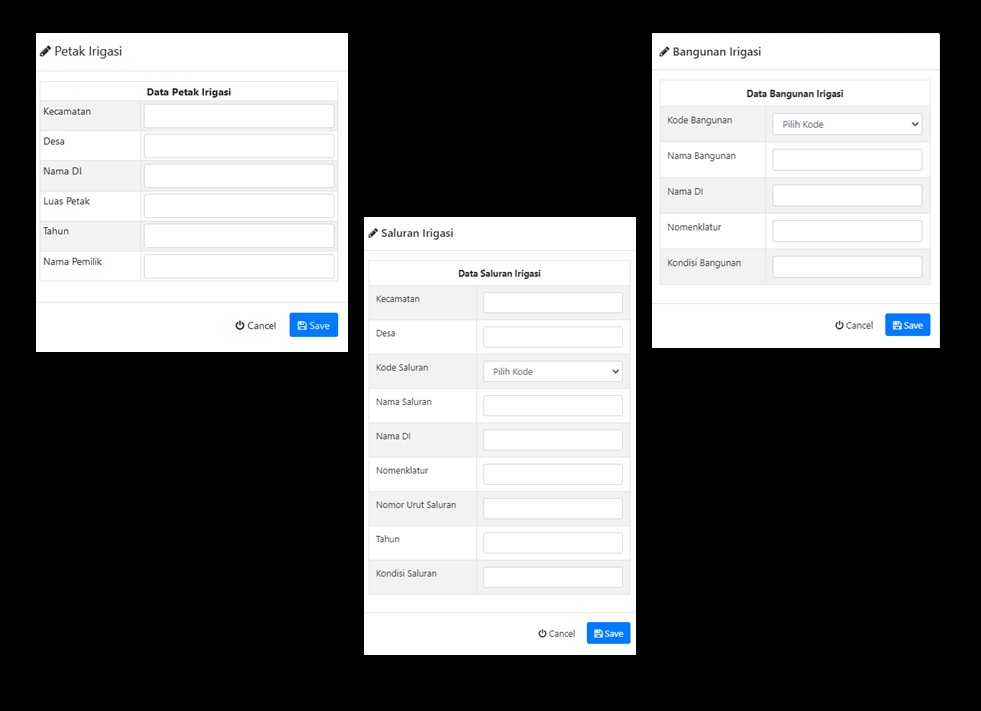 Petak Irigasi
Data Petak Irigasi
Kecamatan
Desa
Nama DI
Luas Petak
Tahun
Nama Pemilik
Cancel Save
Saluran Irigasi
Data Saluran Irigasi
Kecamatan
Desa
Kode Saluran Pilih Kode
Nama Saluran
Nama DI
Nomenklatur
Nomor Urut Saluran
Tahun
Kondisi Saluran
Cancel Save
Bangunan Irigasi
Data Bangunan Irigasi
Kode Bangunan Pilih Kode
Nama Bangunan
Nama DI
Nomenklatur
Kondisi Bangunan
Cancel Save